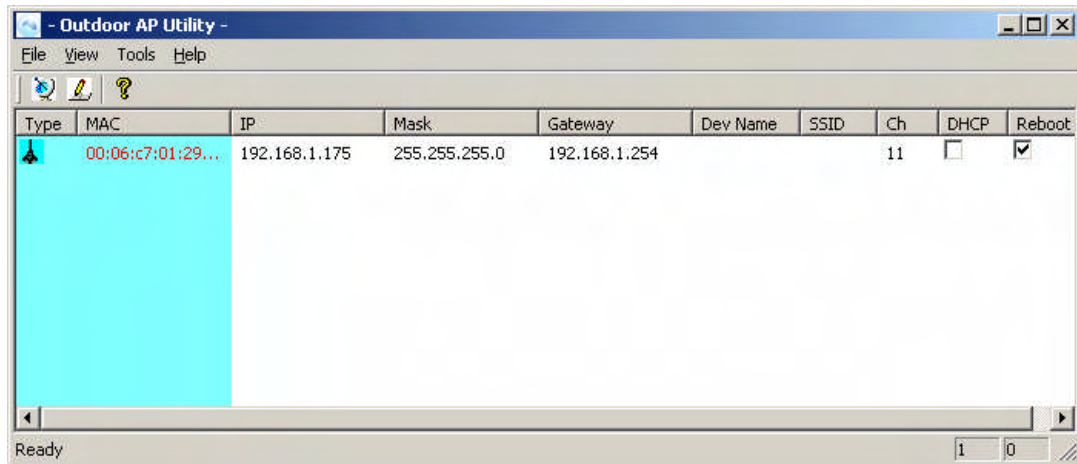 - Outdoor AP Utility -
File View Tools Help
Type MAC IP Mask Gateway Dev Name SSID Ch DHCP Reboot
00:06:c7:01:29... 192.168.1.175 255.255.255.0 192.168.1.254 11
Ready 1 0